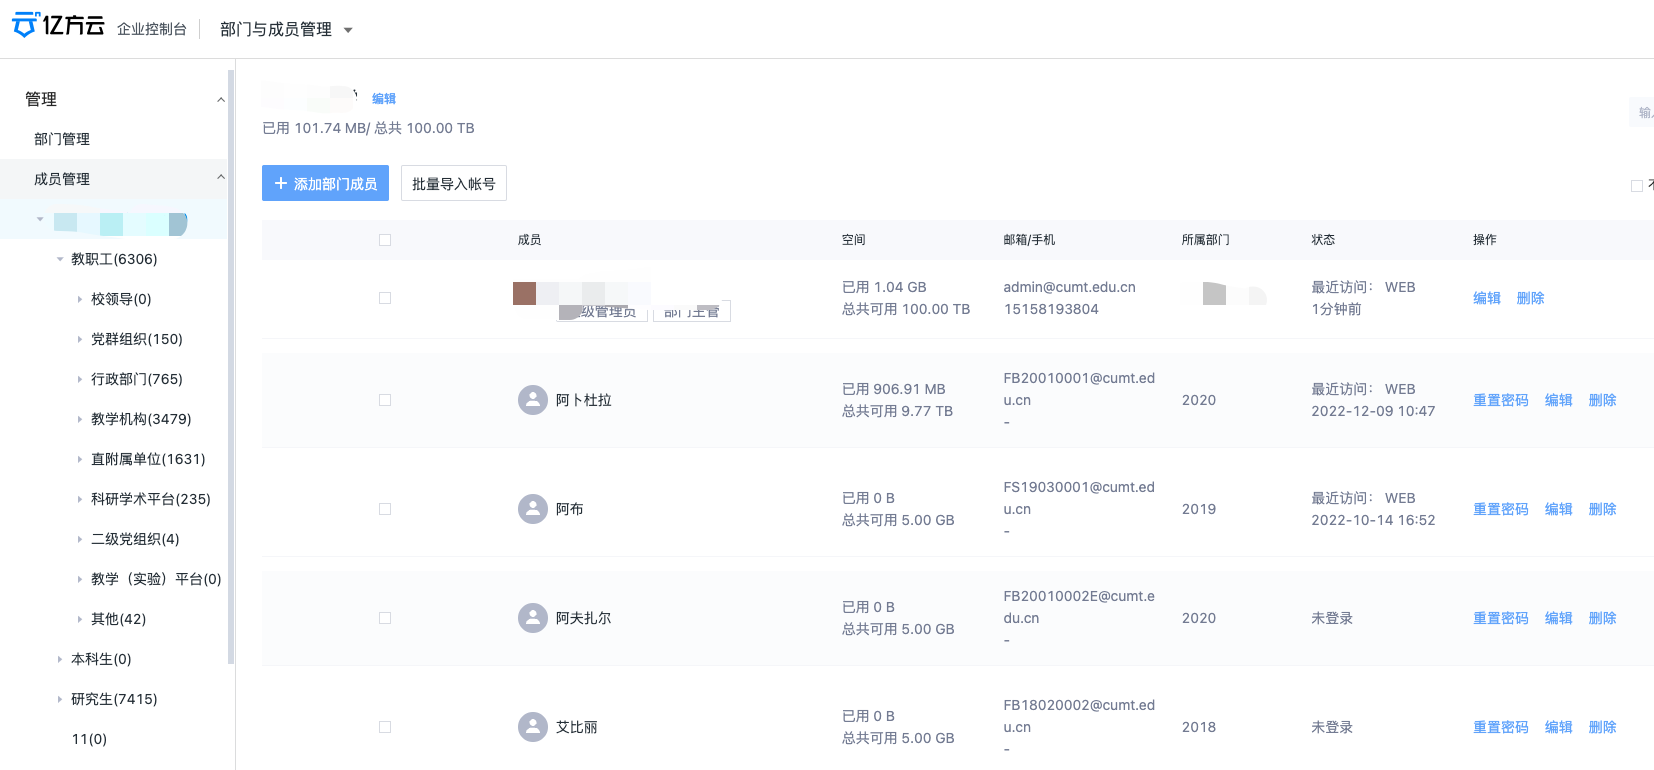 亿方云 企业控制台 部门与成员管理
管理
部门管理
成员管理
教职工(6306)
校领导(0)
党群组织(150)
行政部门(765)
教学机构(3479)
直附属单位(1631)
科研学术平台(235)
二级党组织(4)
教学（实验）平台(0)
其他(42)
本科生(0)
研究生(7415)
11(0)
编辑
已用 101.74 MB/ 总共 100.00 TB
输入
添加部门成员 批量导入帐号
成员 空间 邮箱/手机 所属部门 状态 操作
级管理员 部门主管
已用 1.04 GB
总共可用 100.00 TB
admin@cumt.edu.cn
15158193804
最近访问： WEB
1分钟前
编辑 删除
阿卜杜拉
已用 906.91 MB
总共可用 9.77 TB
FB20010001@cumt.ed
u.cn
-
2020
最近访问： WEB
2022-12-09 10:47
重置密码 编辑 删除
阿布
已用 0 B
总共可用 5.00 GB
FS19030001@cumt.ed
u.cn
-
2019
最近访问： WEB
2022-10-14 16:52
重置密码 编辑 删除
阿夫扎尔
已用 0 B
总共可用 5.00 GB
FB20010002E@cumt.e
du.cn
-
2020
未登录
重置密码 编辑 删除
艾比丽
已用 0 B
总共可用 5.00 GB
FB18020002@cumt.ed
u.cn
-
2018
未登录
重置密码 编辑 删除